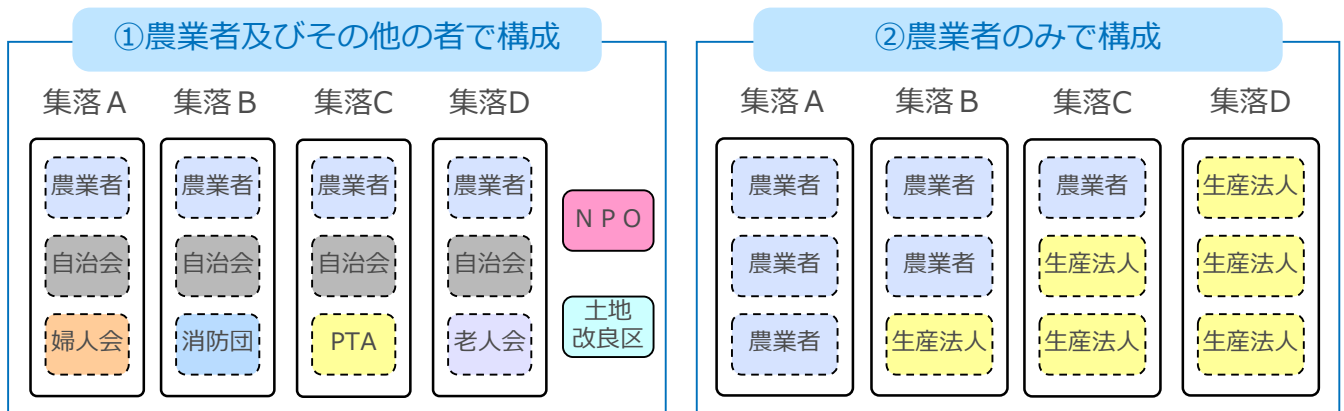 ①農業者及びその他の者で構成
集落A 集落B 集落C 集落D
農業者 農業者 農業者 農業者
自治会 自治会 自治会 自治会
婦人会 消防団 PTA 老人会
ＮＰＯ
土地
改良区
②農業者のみで構成
集落A 集落B 集落C 集落D
農業者 農業者 農業者 生産法人
農業者 農業者 生産法人 生産法人
農業者 生産法人 生産法人 生産法人